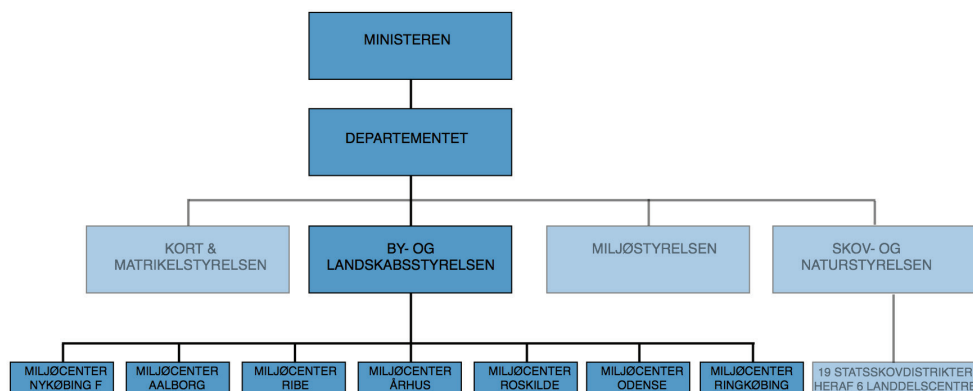 MINISTEREN
DEPARTEMENTET
KORT &
MATRIKELSTYRELSEN
BY- OG
LANDSKABSSTYRELSEN
MILJØSTYRELSEN
SKOV- OG
NATURSTYRELSEN
MILJØCENTER
NYKØBING F
MILJØCENTER
AALBORG
MILJØCENTER
RIBE
MILJØCENTER
ÅRHUS
MILJØCENTER
ROSKILDE
MILJØCENTER
ODENSE
MILJØCENTER
RINGKØBING
19 STATSSKOVDISTRIKTER
HERAF 6 LANDDELSCENTRE